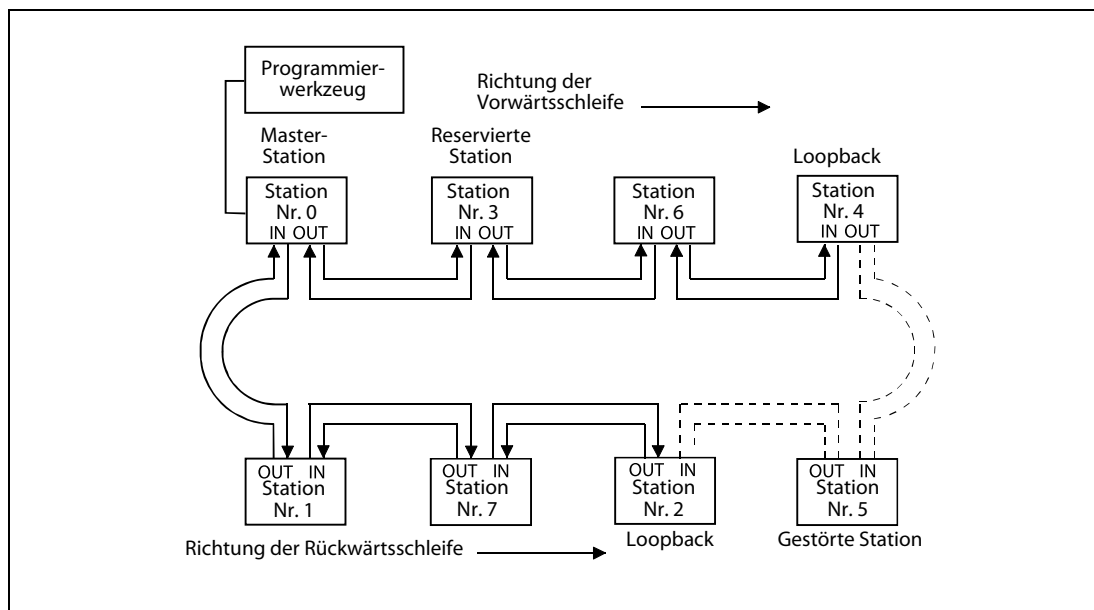 Programmier-
werkzeug
Richtung der
Vorwärtsschleife
Master-
Station
Reservierte
Station
Loopback
Station
Nr. 0
IN OUT
Station
Nr. 3
IN OUT
Station
Nr. 6
IN OUT
Station
Nr. 4
IN OUT
OUT IN
Station
Nr. 1
OUT IN
Station
Nr. 7
OUT IN
Station
Nr. 2
OUT IN
Station
Nr. 5
Richtung der Rückwärtsschleife
Loopback
Gestörte Station